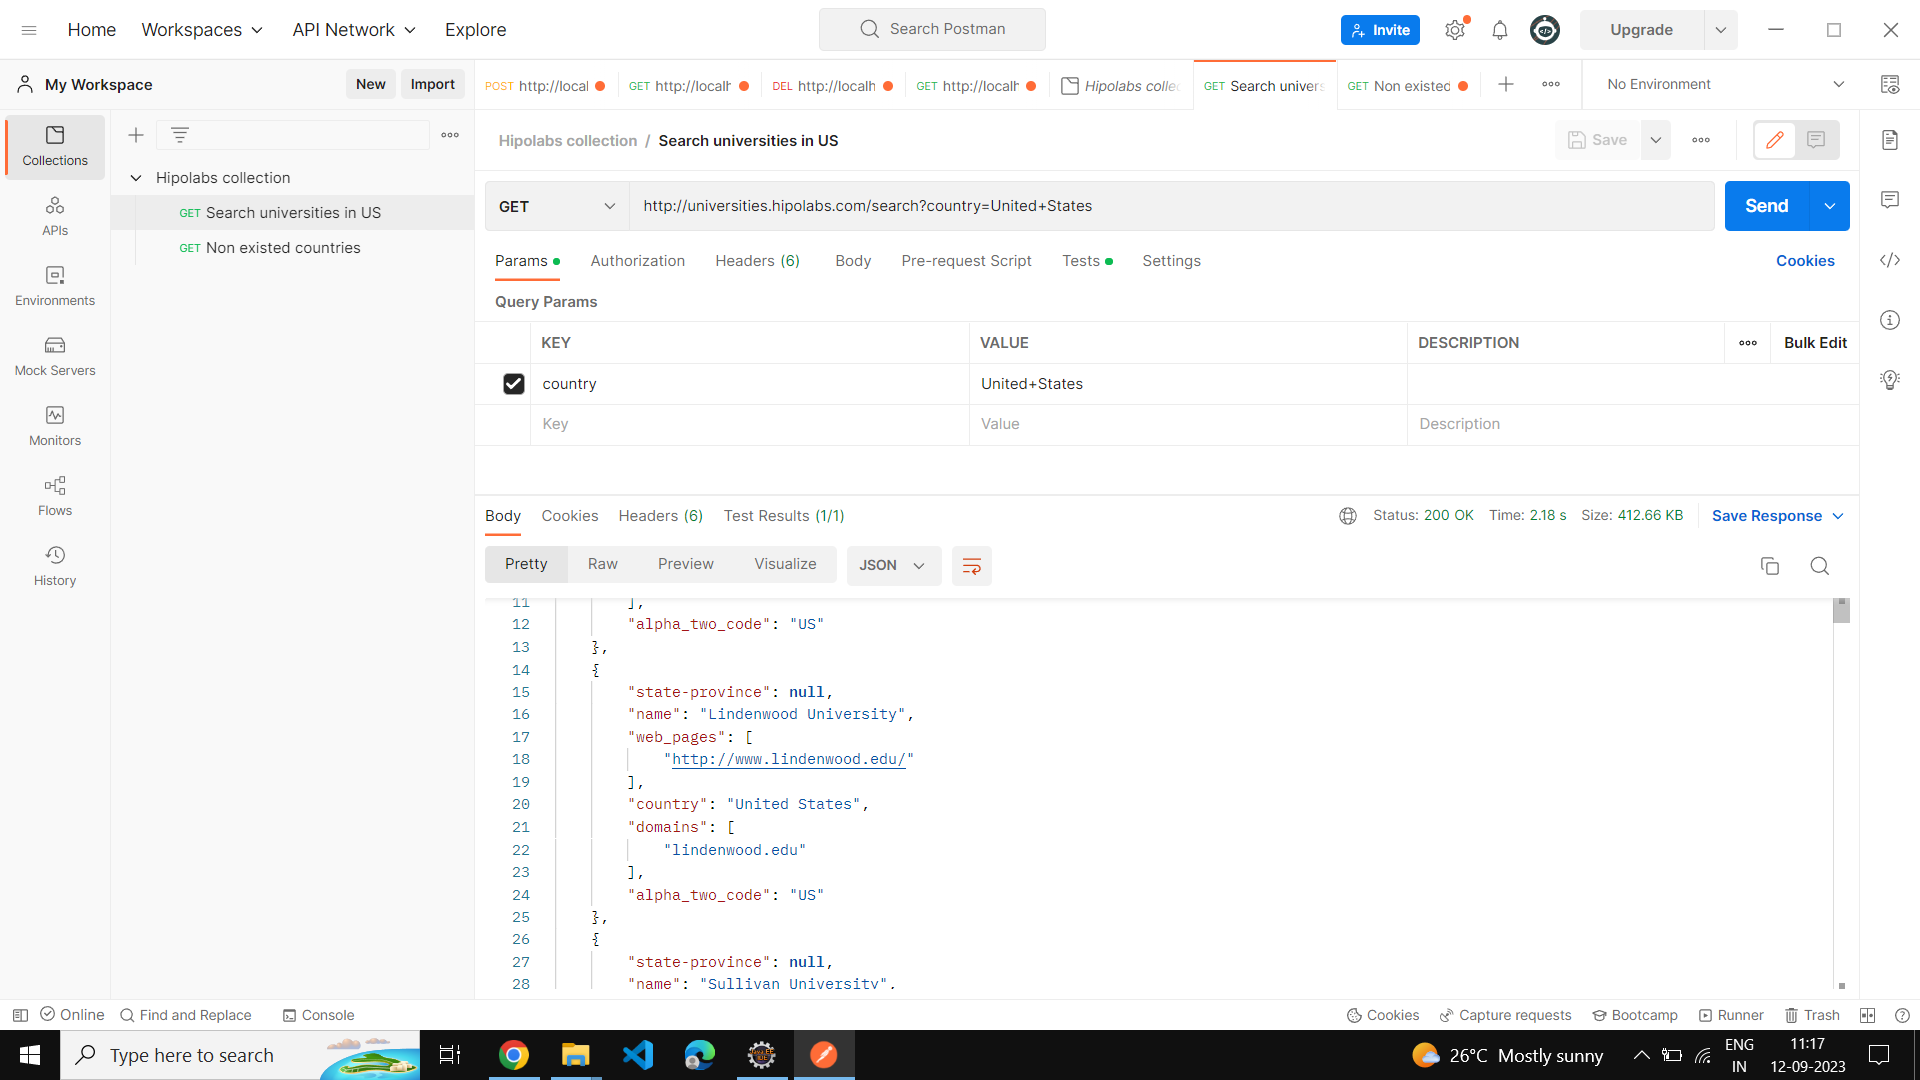 Home Workspaces API Network Explore Search Postman Invite Upgrade
My Workspace New Import
POST http://local GET http://localh DEL http://localh GET http://localh Hipolabs collec GET Search univers GET Non existed No Environment
Hipolabs collection / Search universities in US Save
Collections
APIs
Environments
Mock Servers
Monitors
Flows
History
Hipolabs collection
GET Search universities in US
GET Non existed countries
GET http://universities.hipolabs.com/search?country=United+States Send
Params Authorization Headers (6) Body Pre-request Script Tests Settings Cookies
Query Params
KEY VALUE DESCRIPTION Bulk Edit
country United+States
Key Value Description
Body Cookies Headers (6) Test Results (1/1) Status: 200 OK Time: 2.18 s Size: 412.66 KB Save Response
Pretty Raw Preview Visualize JSON
11 ],
12 "alpha_two_code": "US"
13 },
14 {
15 "state-province": null,
16 "name": "Lindenwood University",
17 "web_pages": [
18 "http://www.lindenwood.edu/"
19 ],
20 "country": "United States",
21 "domains": [
22 "lindenwood.edu"
23 ],
24 "alpha_two_code": "US"
25 },
26 {
27 "state-province": null,
28 "name": "Sullivan University",
Online Find and Replace Console Cookies Capture requests Bootcamp Runner Trash
Type here to search 26°C Mostly sunny ENG IN 11:17 12-09-2023